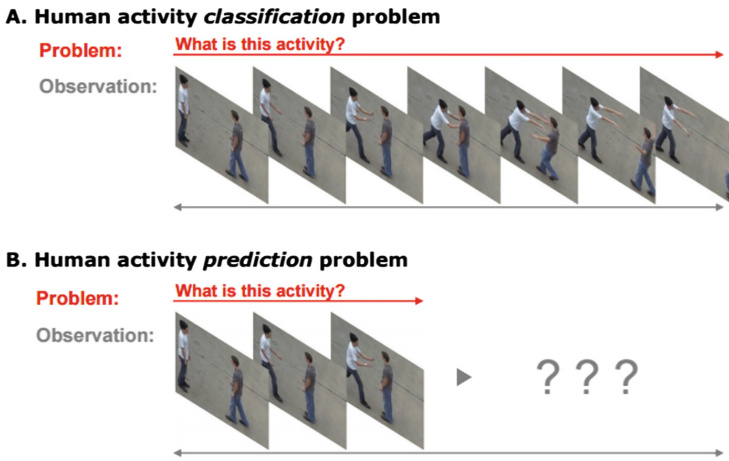 A. Human activity classification problem
Problem: What is this activity?
Observation:
B. Human activity prediction problem
Problem: What is this activity?
Observation:
? ? ?